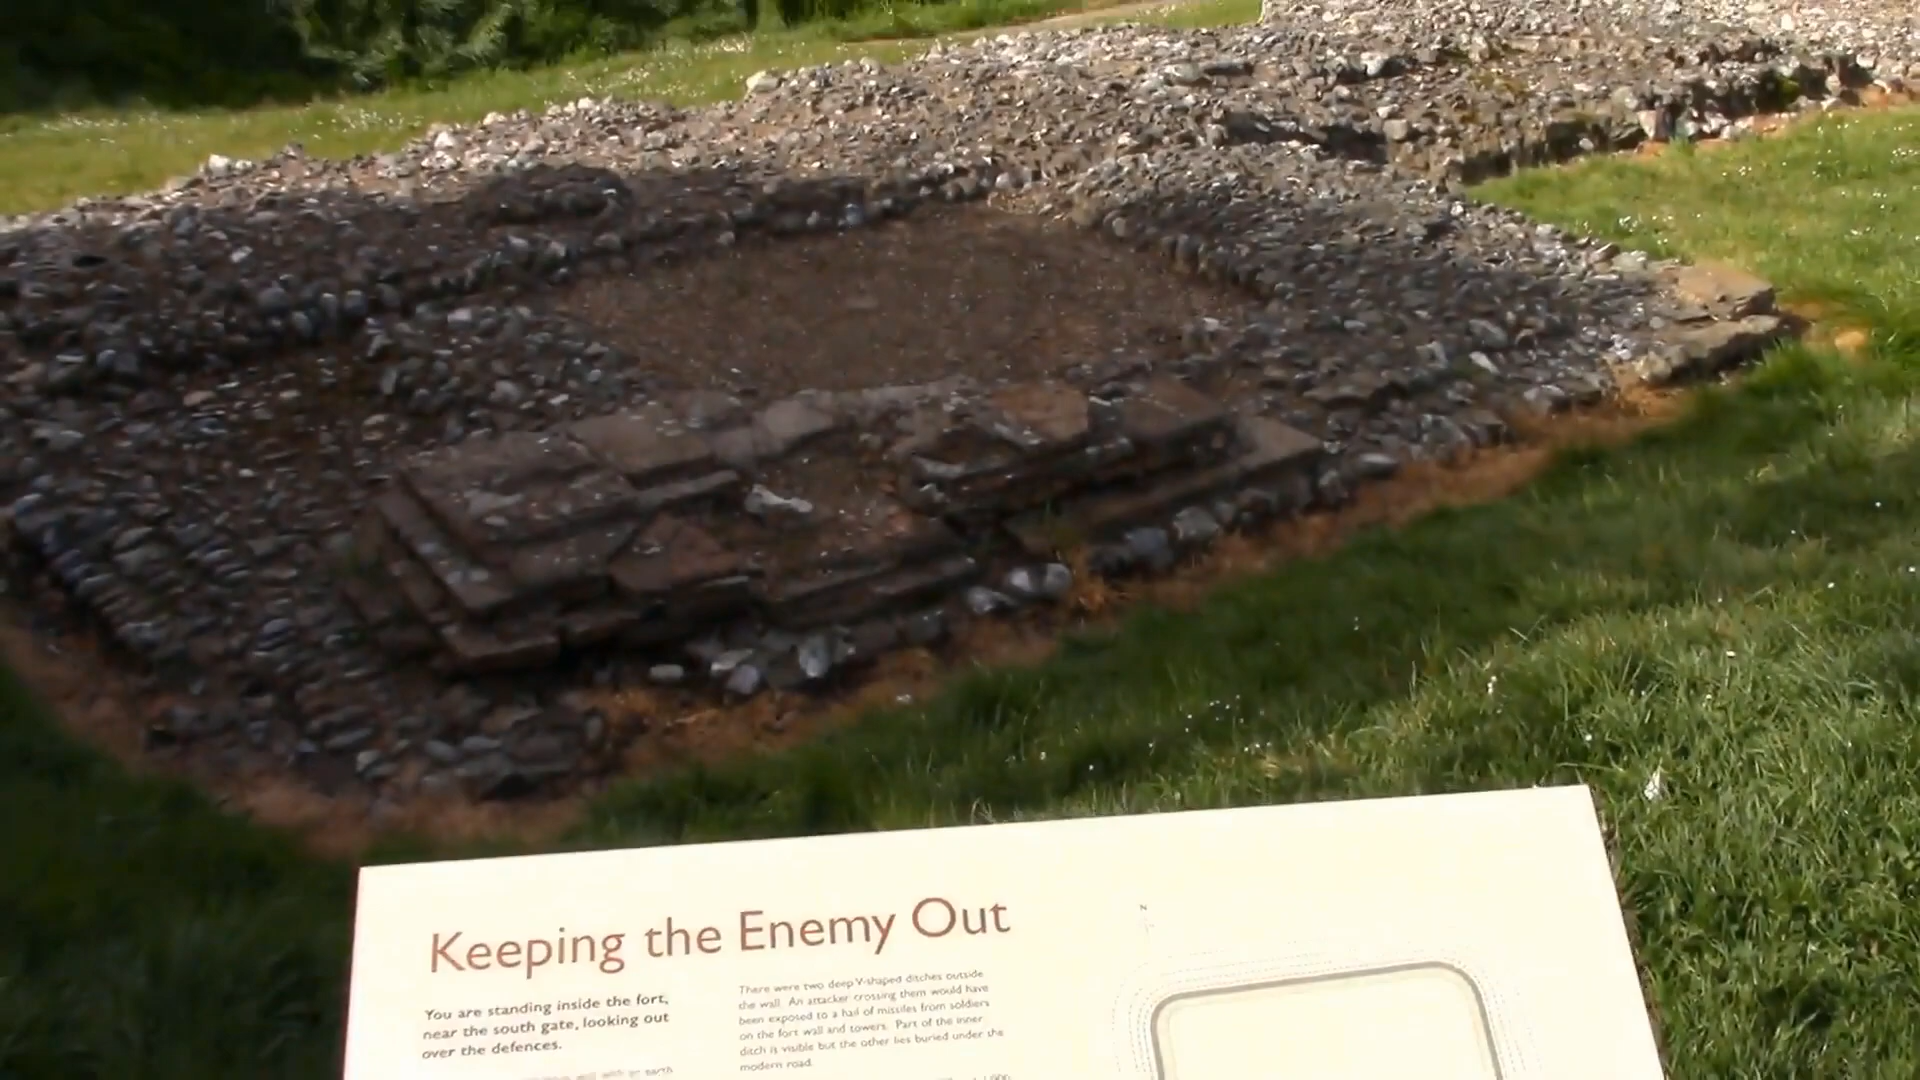 Keeping the Enemy Out
N
You are standing inside the fort,
near the south gate, looking out
over the defences.
There were two deep V-shaped ditches outside
the wall. An attacker crossing them would have
been exposed to a hail of missiles from soldiers
on the fort wall and towers. Part of the inner
ditch is visible but the other lies buried under the
modern road.